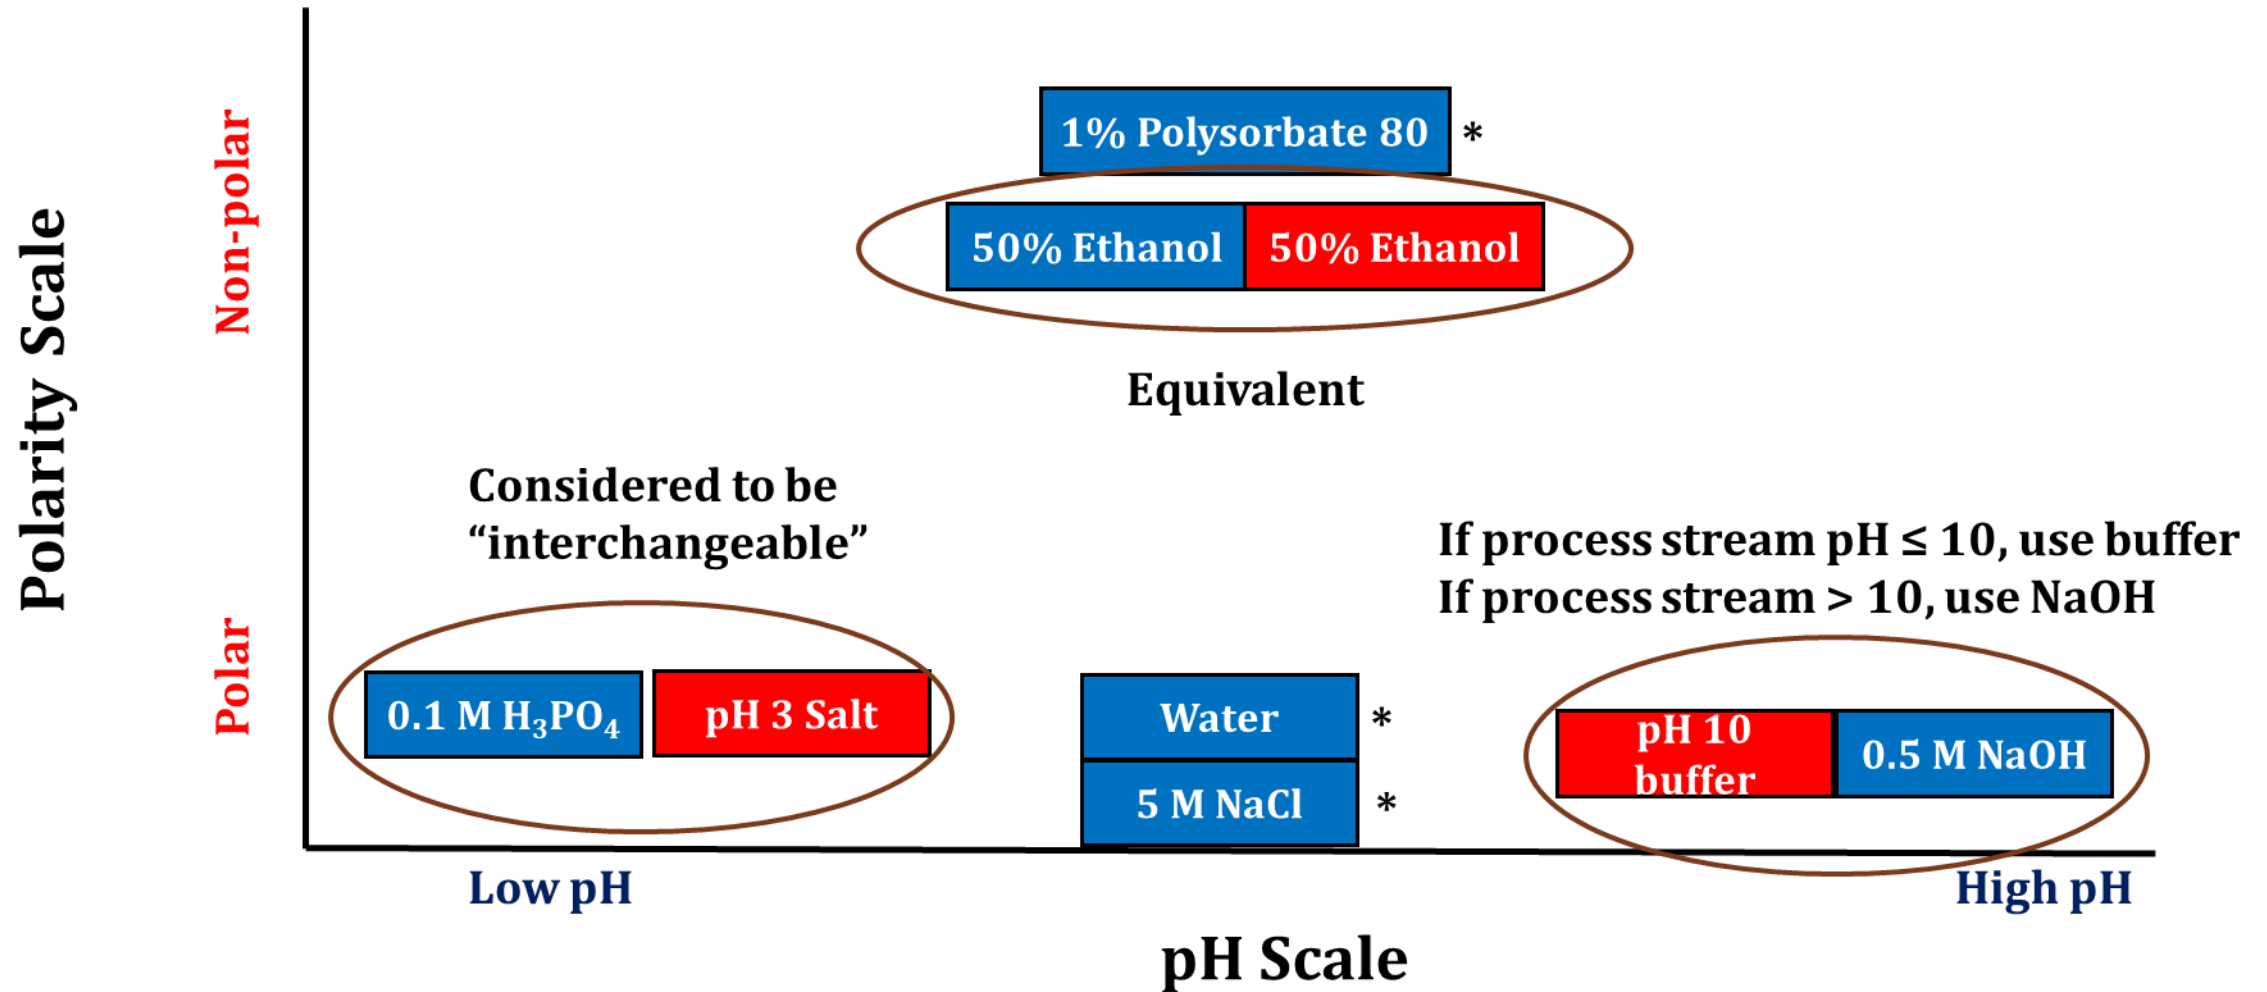 Polarity Scale
Non-polar
Polar
1% Polysorbate 80 *
50% Ethanol
50% Ethanol
Equivalent
Considered to be
“interchangeable”
If process stream pH ≤ 10, use buffer
If process stream > 10, use NaOH
0.1 M H₃PO₄
pH 3 Salt
Water *
5 M NaCl *
pH 10
buffer
0.5 M NaOH
Low pH
High pH
pH Scale